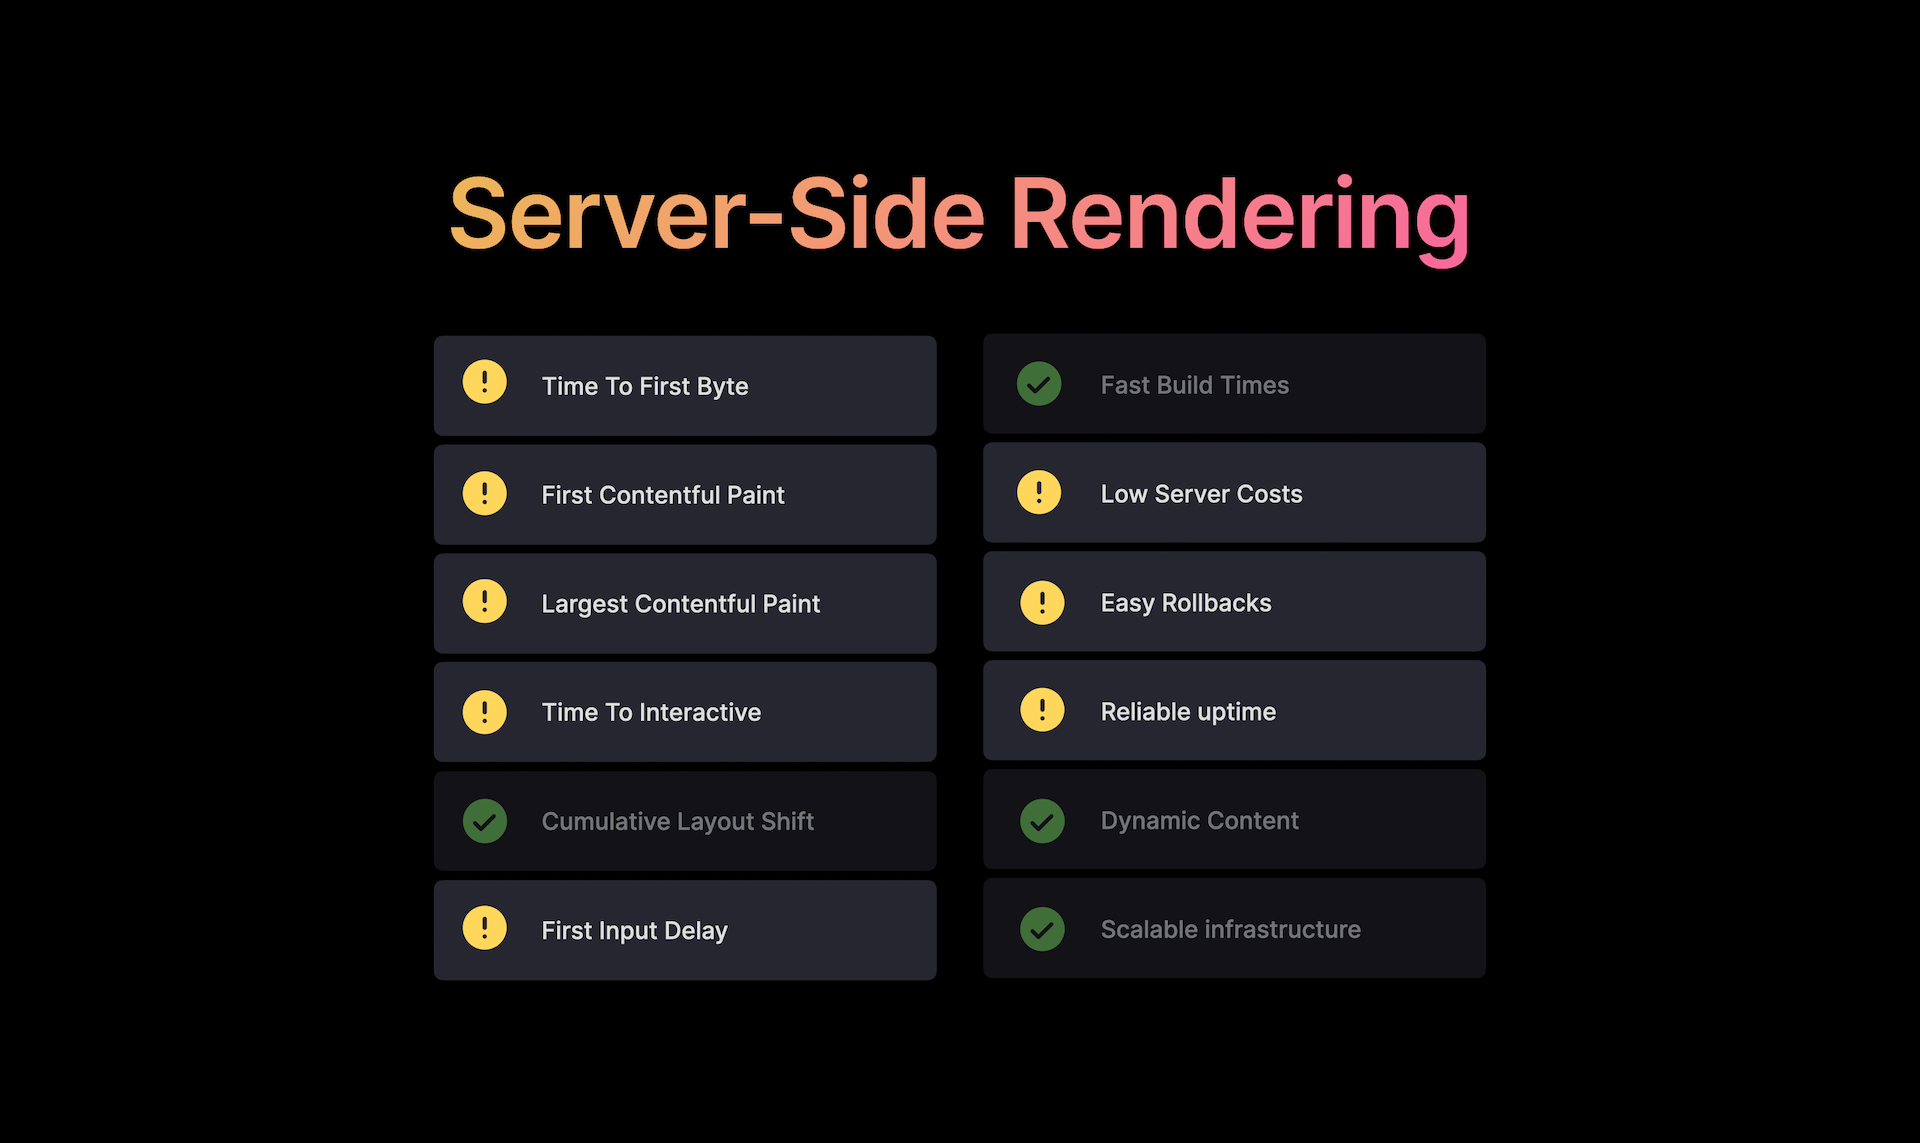 Server-Side Rendering
Time To First Byte
First Contentful Paint
Largest Contentful Paint
Time To Interactive
Cumulative Layout Shift
First Input Delay
Fast Build Times
Low Server Costs
Easy Rollbacks
Reliable uptime
Dynamic Content
Scalable infrastructure